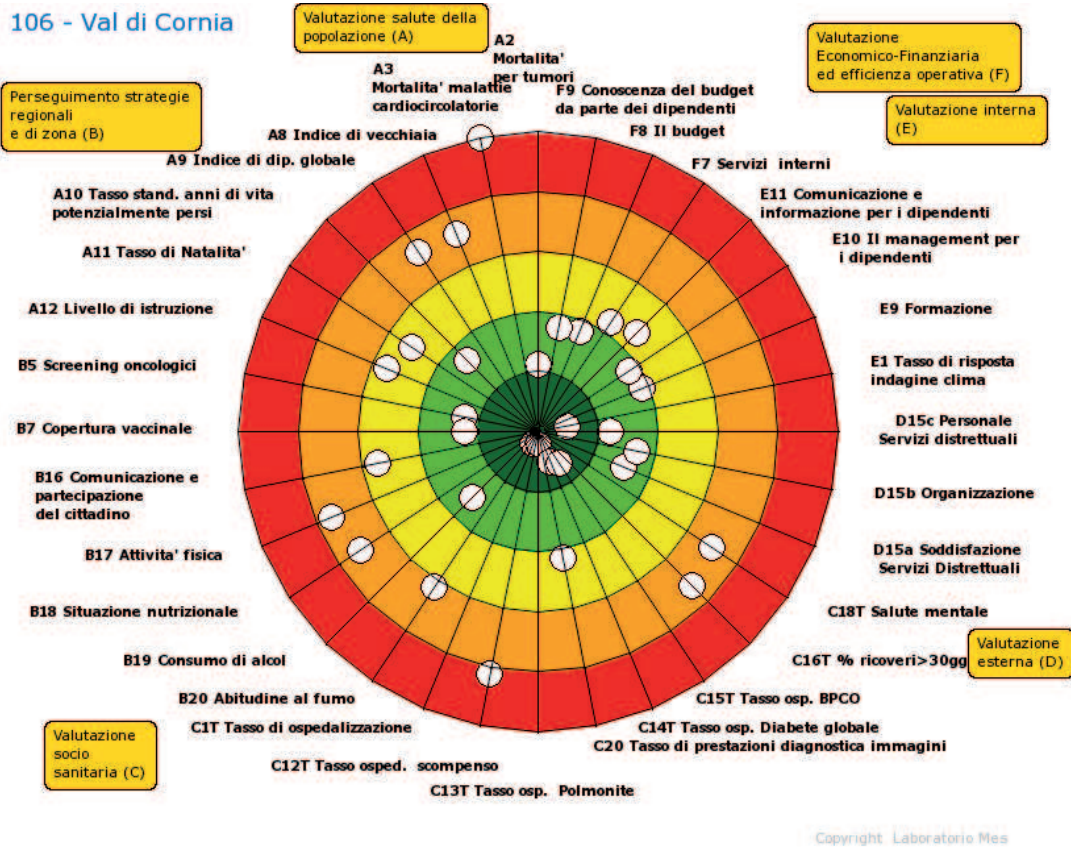 106 - Val di Cornia
Valutazione salute della
popolazione (A)
Valutazione
Economico-Finanziaria
ed efficienza operativa (F)
Perseguimento strategie
regionali
e di zona (B)
Valutazione interna
(E)
A2
Mortalita'
per tumori
A3
Mortalita' malattie
cardiocircolatorie
F9 Conoscenza del budget
da parte dei dipendenti
A8 Indice di vecchiaia
F8 Il budget
A9 Indice di dip. globale
F7 Servizi interni
A10 Tasso stand. anni di vita
potenzialmente persi
E11 Comunicazione e
informazione per i dipendenti
A11 Tasso di Natalita'
E10 Il management per
i dipendenti
A12 Livello di istruzione
E9 Formazione
B5 Screening oncologici
E1 Tasso di risposta
indagine clima
B7 Copertura vaccinale
D15c Personale
Servizi distrettuali
B16 Comunicazione e
partecipazione
del cittadino
D15b Organizzazione
B17 Attivita' fisica
D15a Soddisfazione
Servizi Distrettuali
B18 Situazione nutrizionale
C18T Salute mentale
B19 Consumo di alcol
C16T % ricoveri>30gg
Valutazione
esterna (D)
B20 Abitudine al fumo
C15T Tasso osp. BPCO
C1T Tasso di ospedalizzazione
C14T Tasso osp. Diabete globale
C20 Tasso di prestazioni diagnostica immagini
Valutazione
socio
sanitaria (C)
C12T Tasso osped. scompenso
C13T Tasso osp. Polmonite
Copyright Laboratorio Mes